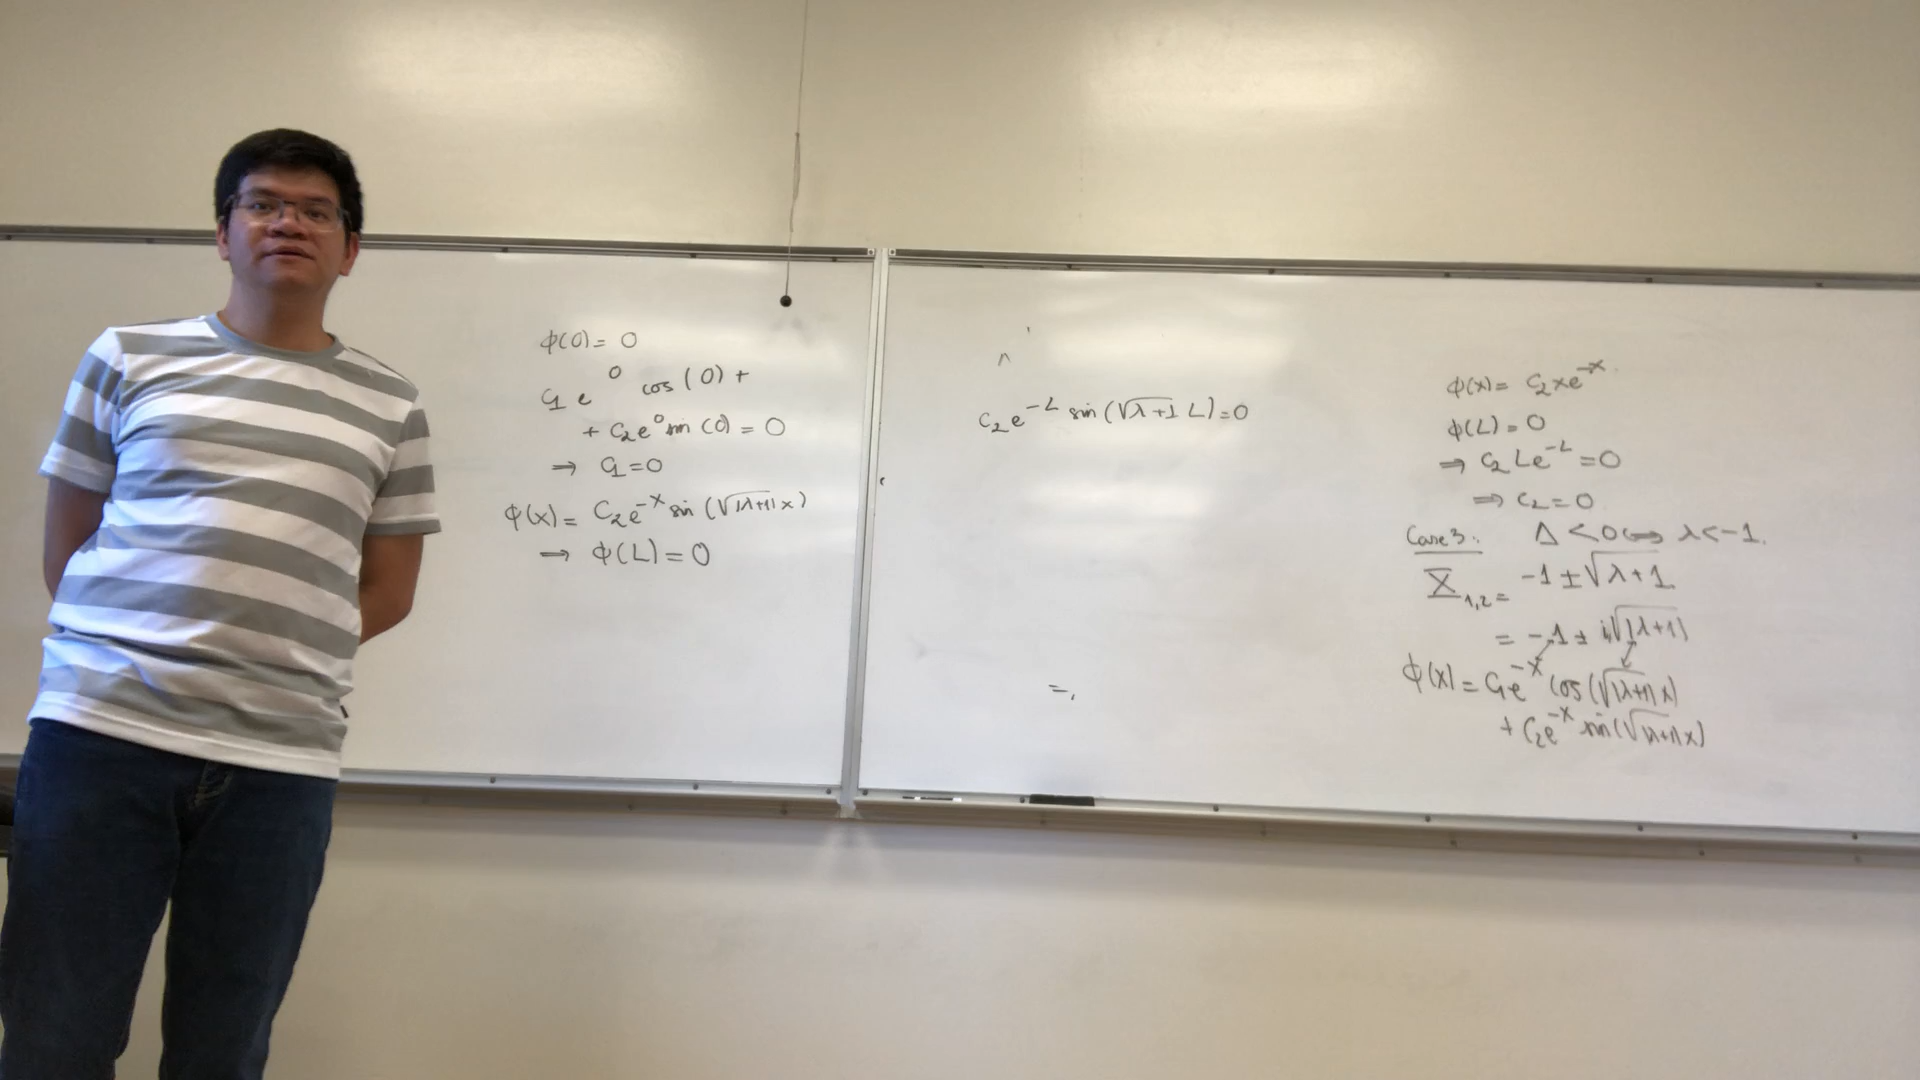 φ(0) = 0
C1 e^0 cos(0) +
+ C2 e^0 sin(0) = 0
⇒ C1 = 0
φ(x) = C2 e^-x sin(√|λ+1| x)
⇒ φ(L) = 0
C2 e^-L sin(√λ+1 L) = 0
=,
φ(x) = C2 x e^-x.
φ(L) = 0
⇒ C2 L e^-L = 0
⇒ C2 = 0
Case 3: Δ < 0 ⟺ λ < -1.
X1,2 = -1 ± √λ+1
= -1 ± i√|λ+1|
φ(x) = C1 e^-x cos(√|λ+1| x)
+ C2 e^-x sin(√|λ+1| x)